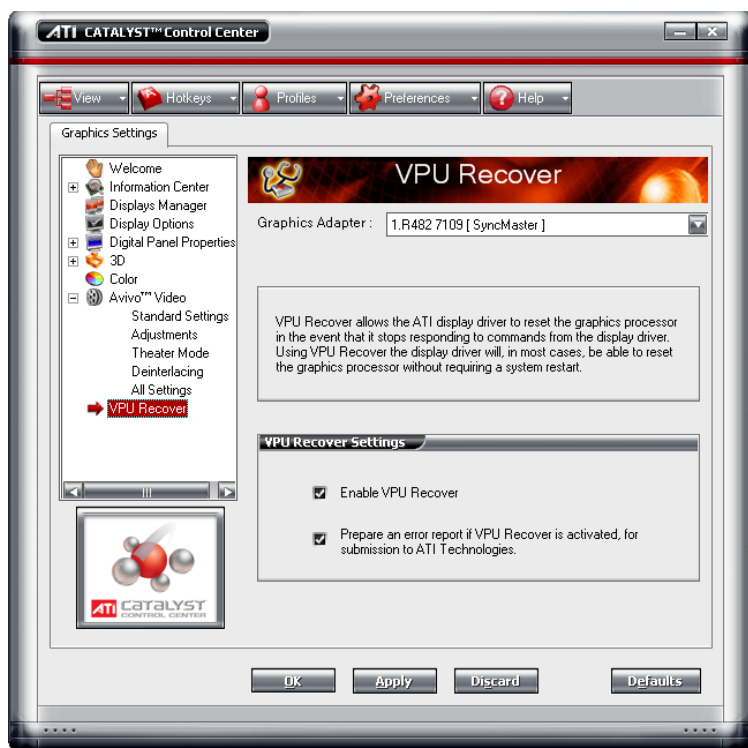 ATI CATALYST™ Control Center
View
Hotkeys
Profiles
Preferences
Help
Graphics Settings
Welcome
Information Center
Displays Manager
Display Options
Digital Panel Properties
3D
Color
Avivo™ Video
Standard Settings
Adjustments
Theater Mode
Deinterlacing
All Settings
VPU Recover
ATI CATALYST
CONTROL CENTER
VPU Recover
Graphics Adapter :
1.R482 7109 [ SyncMaster ]
VPU Recover allows the ATI display driver to reset the graphics processor
in the event that it stops responding to commands from the display driver.
Using VPU Recover the display driver will, in most cases, be able to reset
the graphics processor without requiring a system restart.
VPU Recover Settings
Enable VPU Recover
Prepare an error report if VPU Recover is activated, for
submission to ATI Technologies.
OK
Apply
Discard
Defaults